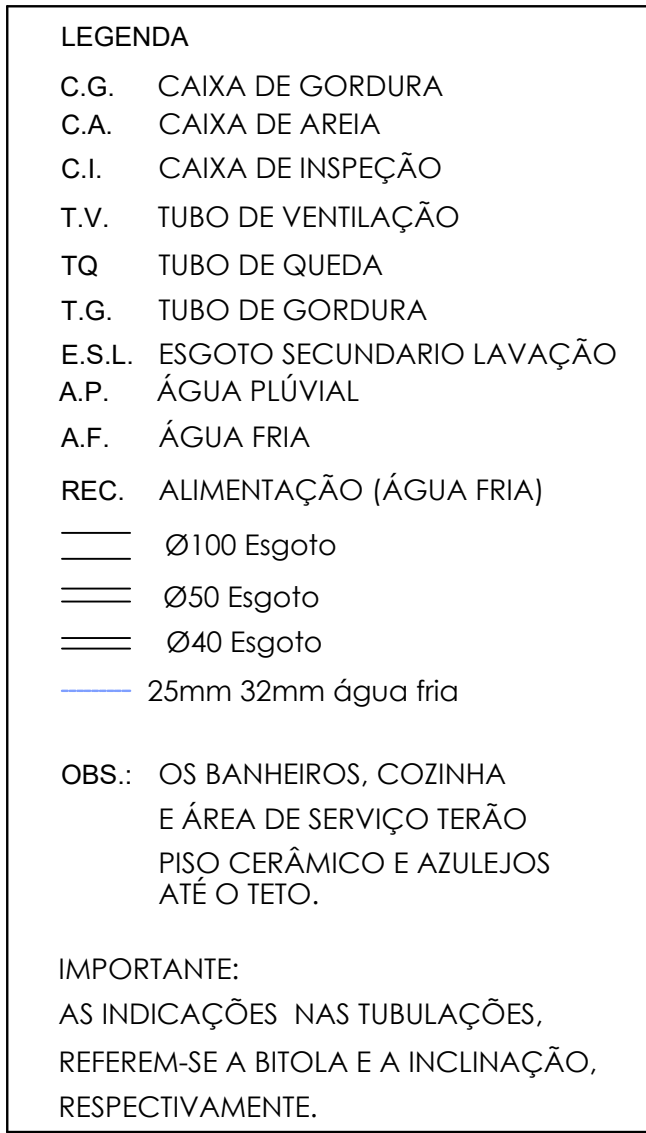 LEGENDA
C.G. CAIXA DE GORDURA
C.A. CAIXA DE AREIA
C.I. CAIXA DE INSPEÇÃO
T.V. TUBO DE VENTILAÇÃO
TQ TUBO DE QUEDA
T.G. TUBO DE GORDURA
E.S.L. ESGOTO SECUNDARIO LAVAÇÃO
A.P. ÁGUA PLÚVIAL
A.F. ÁGUA FRIA
REC. ALIMENTAÇÃO (ÁGUA FRIA)
Ø100 Esgoto
Ø50 Esgoto
Ø40 Esgoto
25mm 32mm água fria
OBS.: OS BANHEIROS, COZINHA
E ÁREA DE SERVIÇO TERÃO
PISO CERÂMICO E AZULEJOS
ATÉ O TETO.
IMPORTANTE:
AS INDICAÇÕES NAS TUBULAÇÕES,
REFEREM-SE A BITOLA E A INCLINAÇÃO,
RESPECTIVAMENTE.